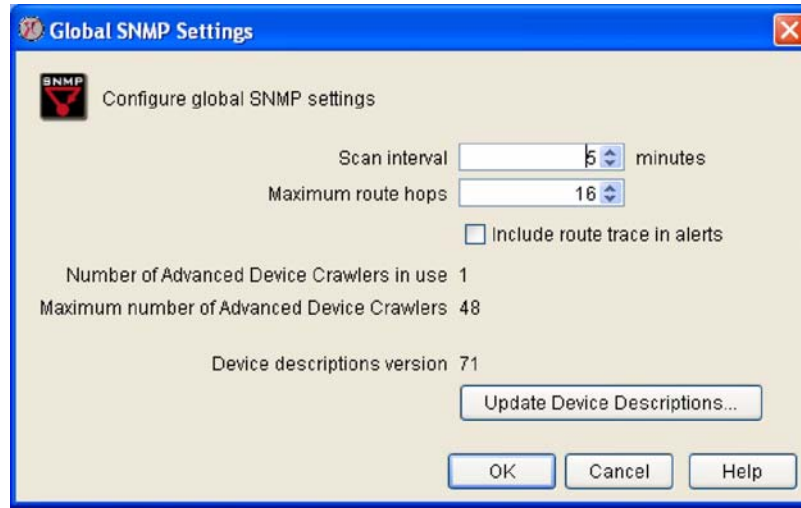 Global SNMP Settings
SNMP
Configure global SNMP settings
Scan interval 5 minutes
Maximum route hops 16
Include route trace in alerts
Number of Advanced Device Crawlers in use 1
Maximum number of Advanced Device Crawlers 48
Device descriptions version 71
Update Device Descriptions...
OK Cancel Help